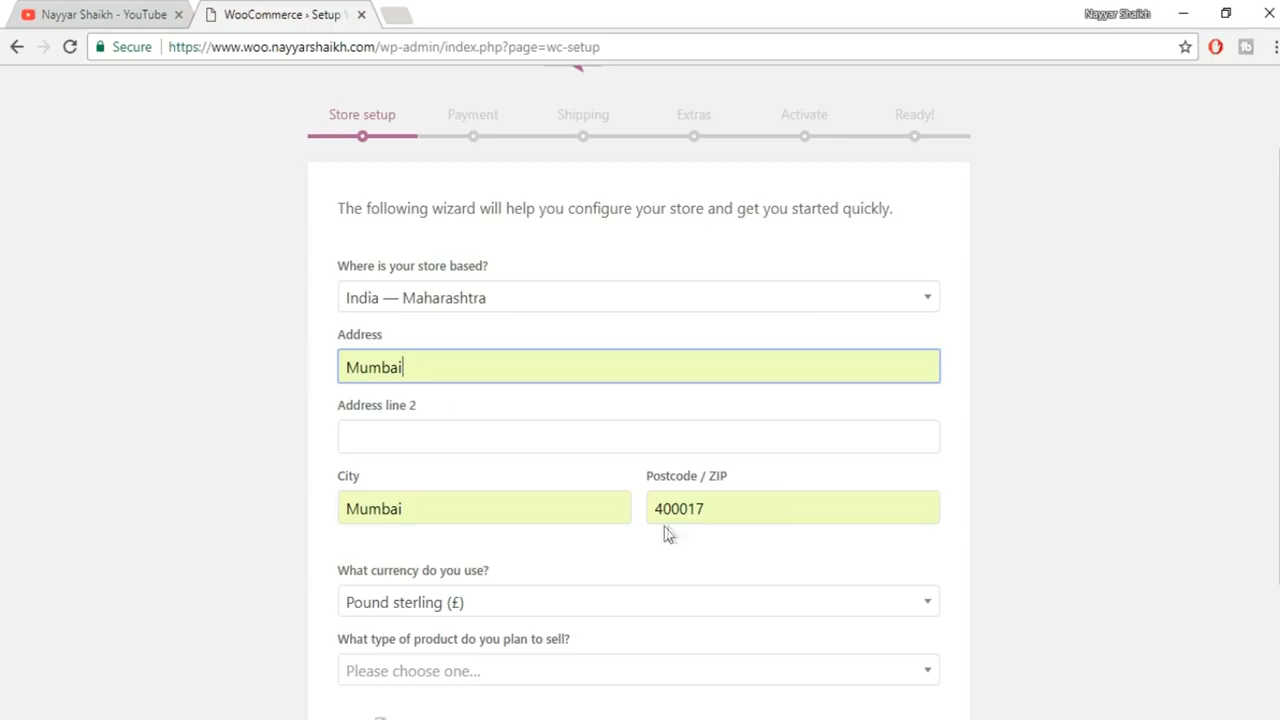 Nayyar Shaikh - YouTube
WooCommerce › Setup
Nayyar Shaikh
Secure
https://www.woo.nayyarshaikh.com/wp-admin/index.php?page=wc-setup
Store setup
Payment
Shipping
Extras
Activate
Ready!
The following wizard will help you configure your store and get you started quickly.
Where is your store based?
India — Maharashtra
Address
Mumbai
Address line 2
City
Postcode / ZIP
Mumbai
400017
What currency do you use?
Pound sterling (£)
What type of product do you plan to sell?
Please choose one...